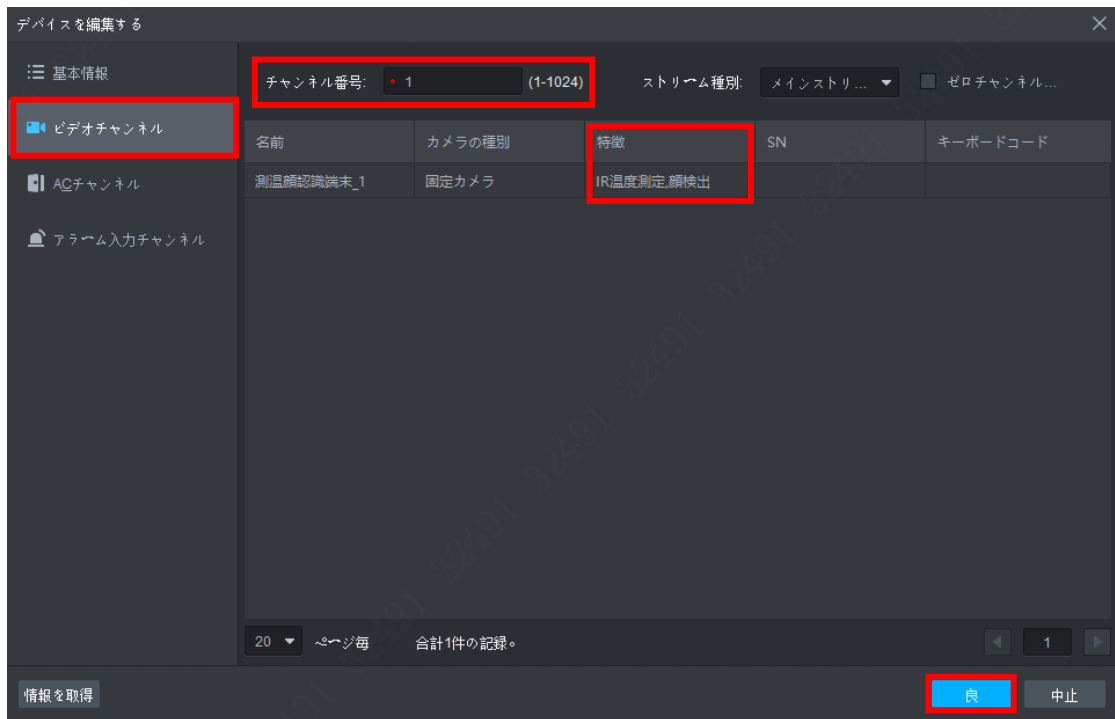 デバイスを編集する
基本情報
ビデオチャンネル
ACチャンネル
アラーム入力チャンネル
チャンネル番号: * 1 (1-1024) ストリーム種別: メインストリ... ゼロチャンネル...
名前 カメラの種別 特徴 SN キーボードコード
測温顔認識端末_1 固定カメラ IR温度測定,顔検出
20 ページ毎 合計1件の記録。 1
情報を取得 良 中止
32491 32491 32491 32491